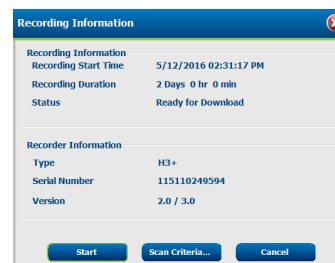 Recording Information
Recording Information
Recording Start Time 5/12/2016 02:31:17 PM
Recording Duration 2 Days 0 hr 0 min
Status Ready for Download
Recorder Information
Type H3+
Serial Number 115110249594
Version 2.0 / 3.0
Start Scan Criteria... Cancel